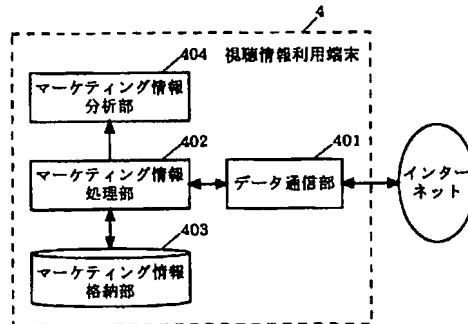 4
視聴情報利用端末
404
マーケティング情報
分析部
402
マーケティング情報
処理部
401
データ通信部
インター
ネット
403
マーケティング情報
格納部